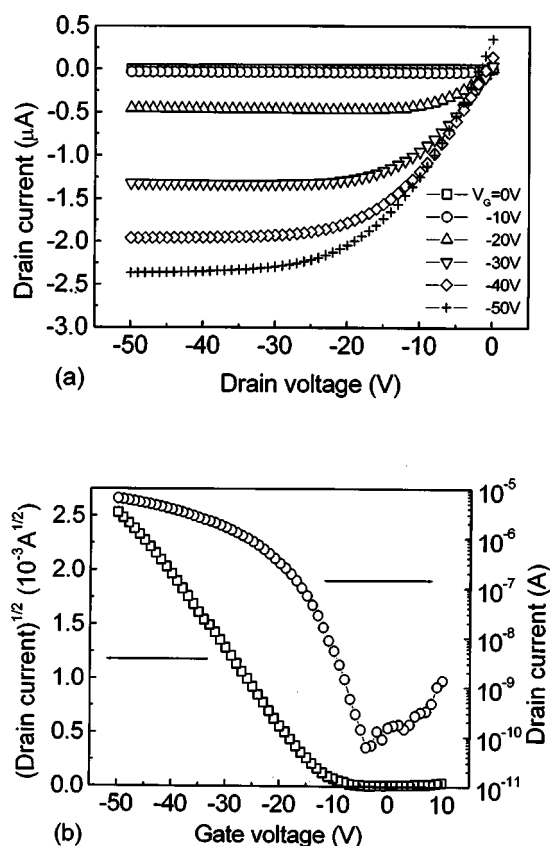 0.5
0.0
-0.5
-1.0
-1.5
-2.0
-2.5
-3.0
Drain current (μA)
V_G=0V
-10V
-20V
-30V
-40V
-50V
-50 -40 -30 -20 -10 0
Drain voltage (V)
(a)
2.5
2.0
1.5
1.0
0.5
0.0
(Drain current)^1/2 (10^-3 A^1/2)
10^-5
10^-6
10^-7
10^-8
10^-9
10^-10
10^-11
Drain current (A)
-50 -40 -30 -20 -10 0 10
Gate voltage (V)
(b)